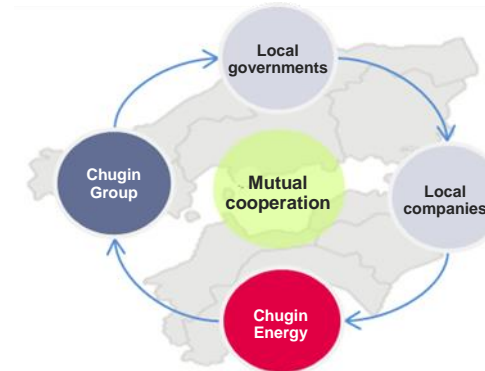 Local
governments
Chugin
Group
Mutual
cooperation
Local
companies
Chugin
Energy